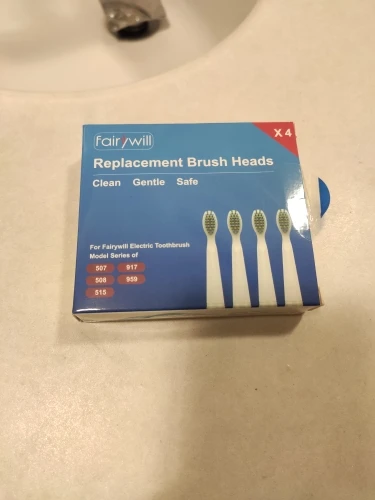 Fairywill
X 4
Replacement Brush Heads
Clean Gentle Safe
For Fairywill Electric Toothbrush
Model Series of
507 917
508 959
515